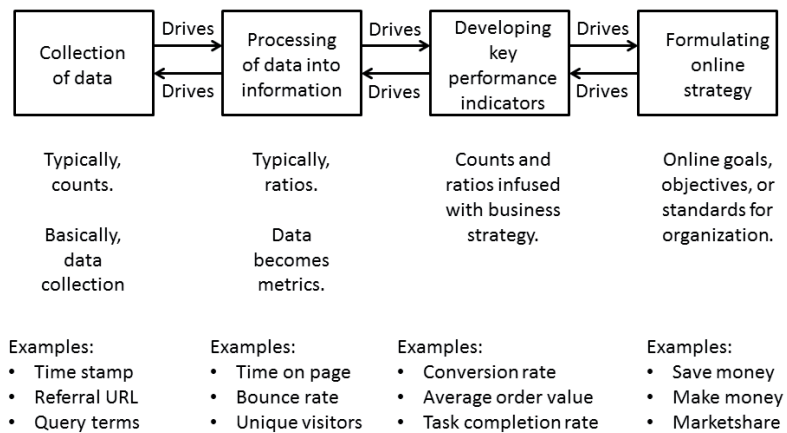 Collection
of data
Drives
Drives
Processing
of data into
information
Drives
Drives
Developing
key
performance
indicators
Drives
Drives
Formulating
online
strategy
Typically,
counts.
Basically,
data
collection
Typically,
ratios.
Data
becomes
metrics.
Counts and
ratios infused
with business
strategy.
Online goals,
objectives, or
standards for
organization.
Examples:
• Time stamp
• Referral URL
• Query terms
Examples:
• Time on page
• Bounce rate
• Unique visitors
Examples:
• Conversion rate
• Average order value
• Task completion rate
Examples:
• Save money
• Make money
• Marketshare